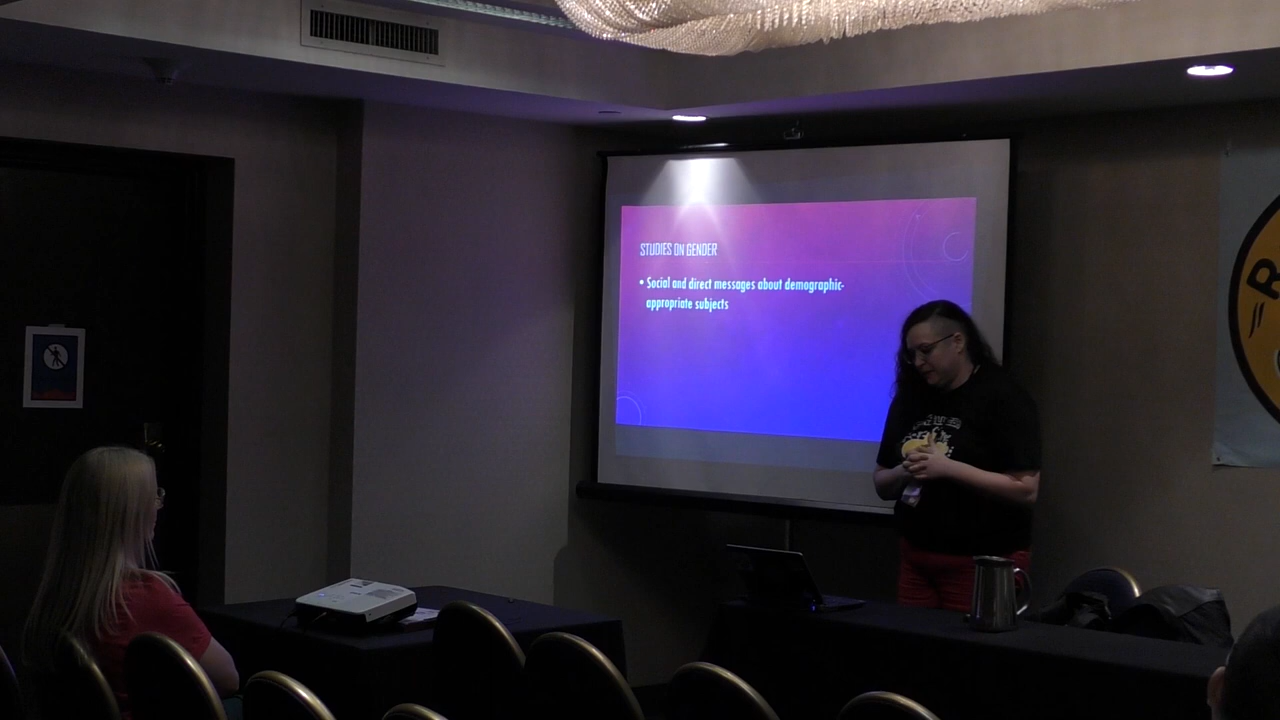 STUDIES ON GENDER
• Social and direct messages about demographic-
appropriate subjects